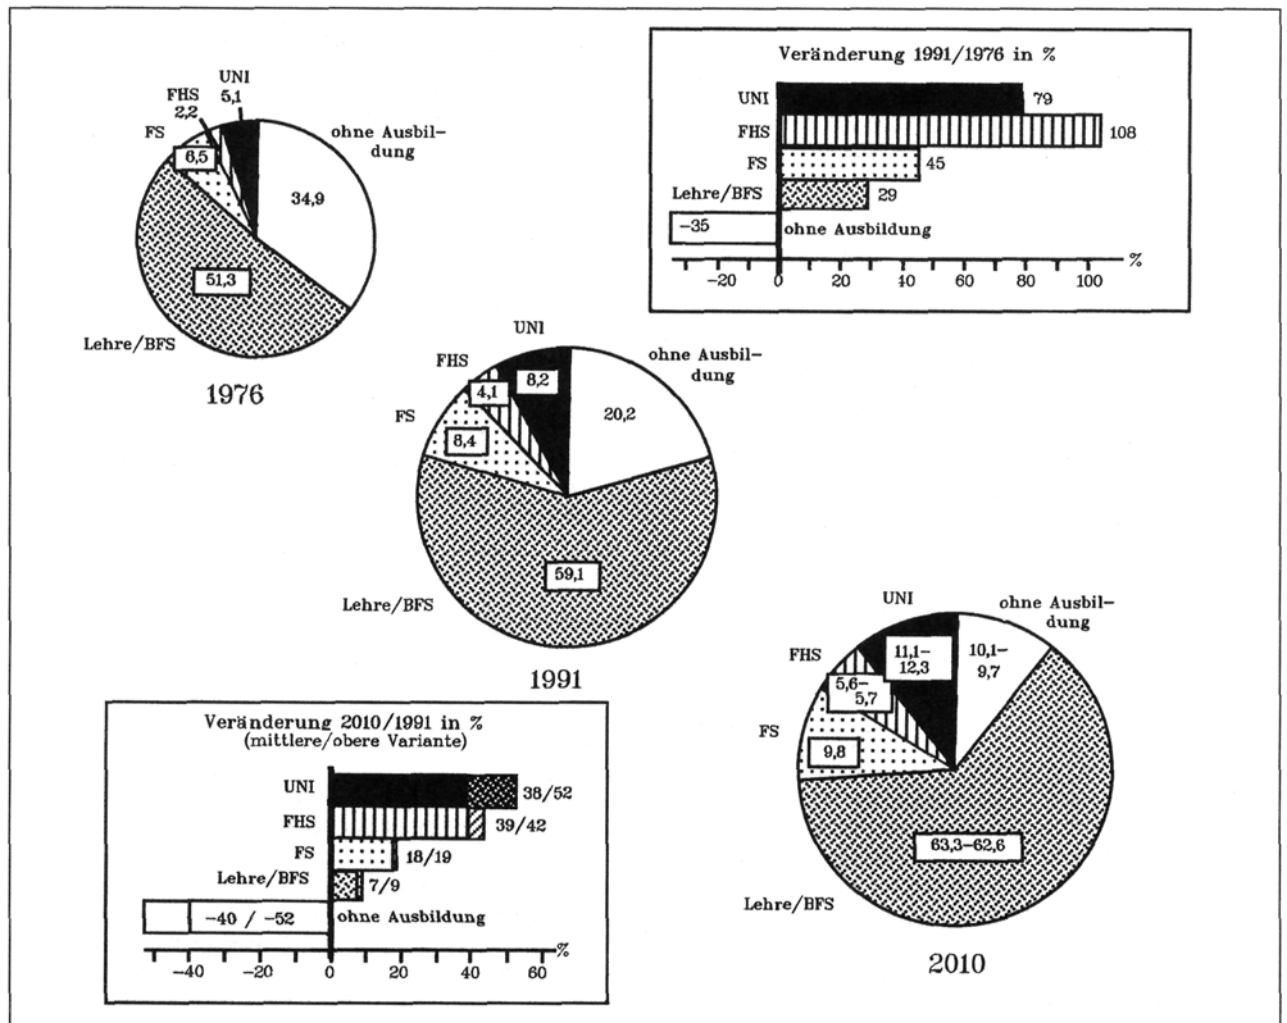 UNI
5,1
FHS
2,2
FS
6,5
ohne Ausbil-
dung
34,9
51,3
Lehre/BFS
1976
Veränderung 1991/1976 in %
UNI
79
FHS
108
FS
45
Lehre/BFS
29
-35
ohne Ausbildung
%
-20 0 20 40 60 80 100
UNI
FHS
8,2
4,1
FS
8,4
ohne Ausbil-
dung
20,2
59,1
Lehre/BFS
1991
Veränderung 2010/1991 in %
(mittlere/obere Variante)
UNI
38/52
FHS
39/42
FS
18/19
Lehre/BFS
7/9
-40 / -52
ohne Ausbildung
%
-40 -20 0 20 40 60
UNI
11,1-
12,3
ohne Ausbil-
dung
10,1-
9,7
FHS
5,6-
5,7
FS
9,8
63,3-62,6
Lehre/BFS
2010